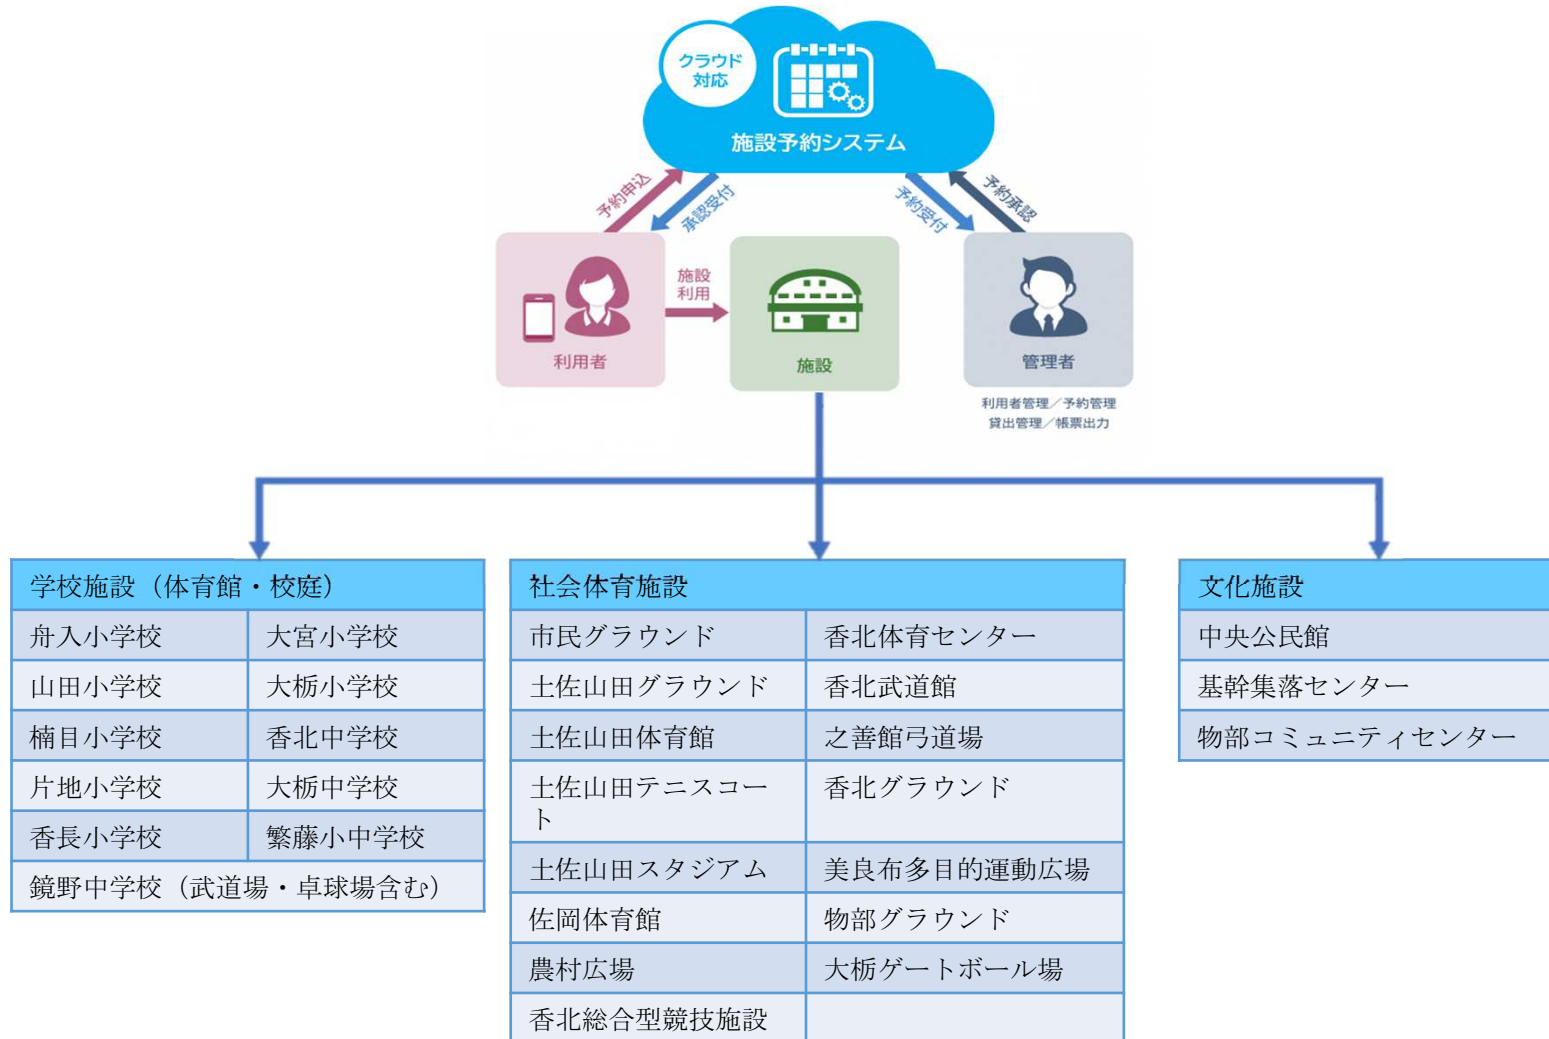 クラウド
対応
施設予約システム
予約申込
承認受付
予約受付
予約承認
施設
利用
利用者
施設
管理者
利用者管理／予約管理
貸出管理／帳票出力
学校施設（体育館・校庭）
舟入小学校
大宮小学校
山田小学校
大栃小学校
楠目小学校
香北中学校
片地小学校
大栃中学校
香長小学校
繁藤小中学校
鏡野中学校（武道場・卓球場含む）
社会体育施設
市民グラウンド
香北体育センター
土佐山田グラウンド
香北武道館
土佐山田体育館
之善館弓道場
土佐山田テニスコー
ト
香北グラウンド
土佐山田スタジアム
美良布多目的運動広場
佐岡体育館
物部グラウンド
農村広場
大栃ゲートボール場
香北総合型競技施設
文化施設
中央公民館
基幹集落センター
物部コミュニティセンター